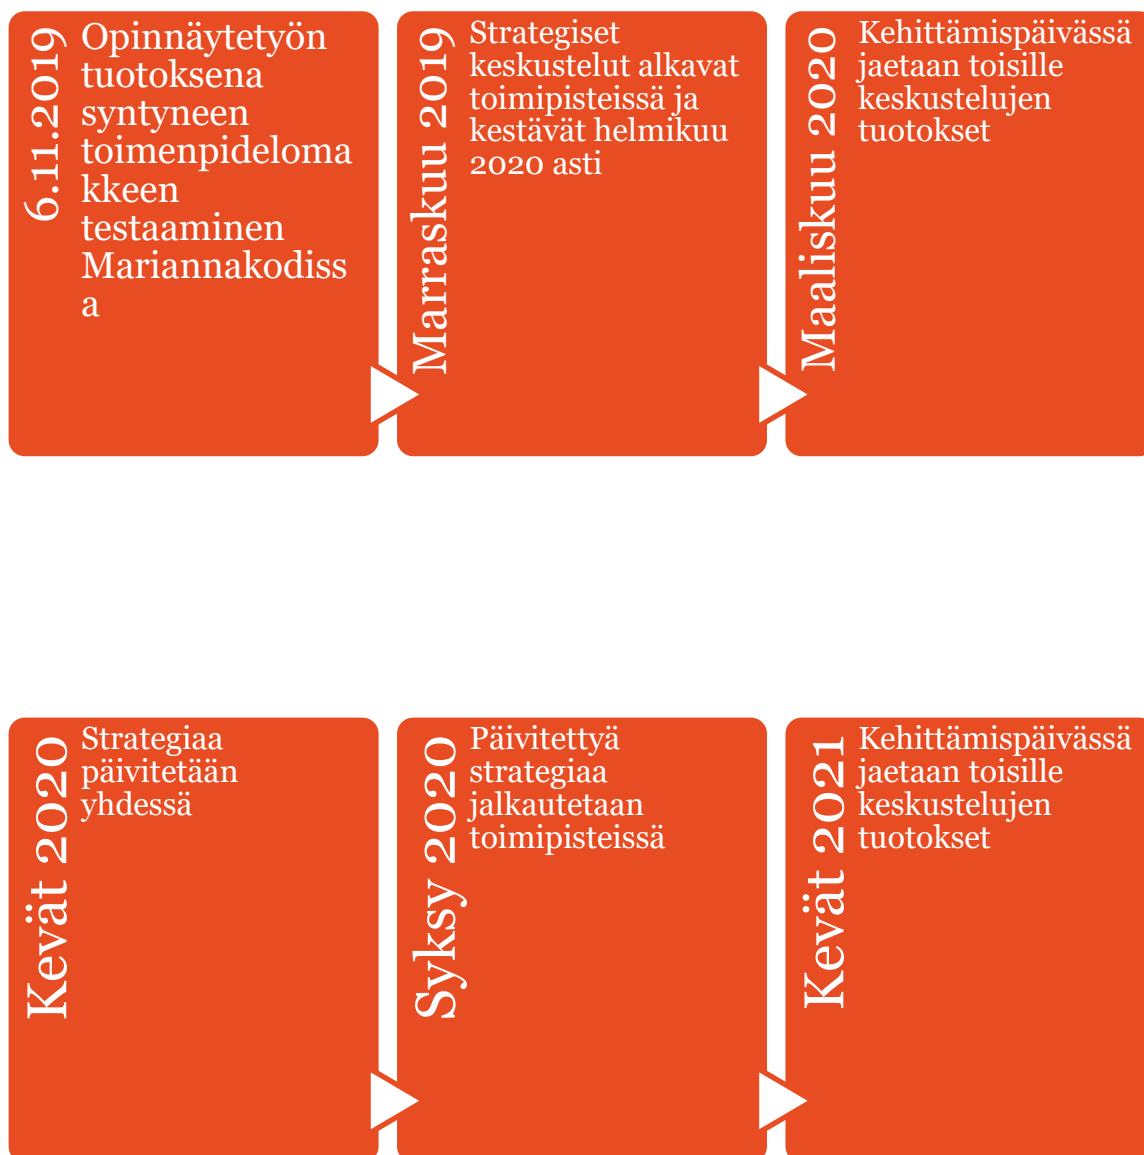 6.11.2019
Opinnäytetyön
tuotoksena
syntyneen
toimenpideloma
kkeen
testaaminen
Mariannakodiss
a
Marraskuu 2019
Strategiset
keskustelut alkavat
toimipisteissä ja
kestävät helmikuu
2020 asti
Maaliskuu 2020
Kehittämispäivässä
jaetaan toisille
keskustelujen
tuotokset
Kevät 2020
Strategiaa
päivitetään
yhdessä
Syksy 2020
Päivitettyä
strategiaa
jalkautetaan
toimipisteissä
Kevät 2021
Kehittämispäivässä
jaetaan toisille
keskustelujen
tuotokset